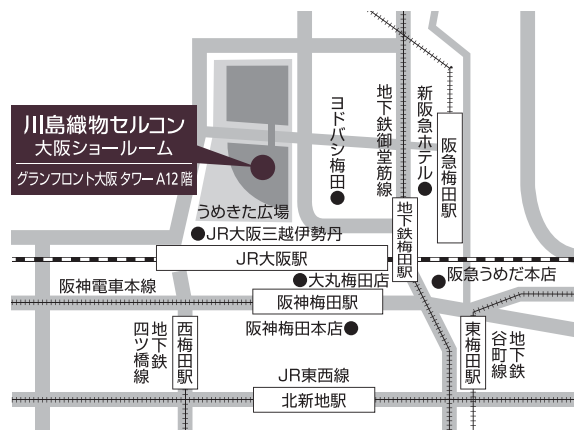 川島織物セルコン
大阪ショールーム
グランフロント大阪 タワーA12階
ヨドバシ梅田
地下鉄御堂筋線
新阪急ホテル
阪急梅田駅
うめきた広場
JR大阪三越伊勢丹
地下鉄梅田駅
JR大阪駅
大丸梅田店
阪急うめだ本店
阪神電車本線
阪神梅田駅
阪神梅田本店
地下鉄
四ツ橋線
西梅田駅
東梅田駅
地下鉄
谷町線
JR東西線
北新地駅